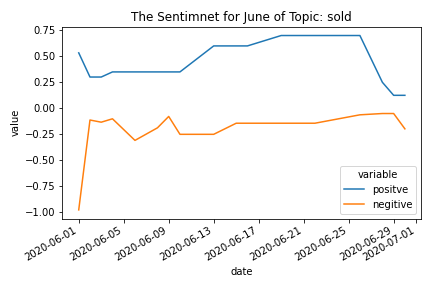 The Sentimnet for June of Topic: sold
0.75
0.50
0.25
0.00
−0.25
−0.50
−0.75
−1.00
value
variable
positve
negitive
2020-06-01
2020-06-05
2020-06-09
2020-06-13
2020-06-17
2020-06-21
2020-06-25
2020-06-29
2020-07-01
date